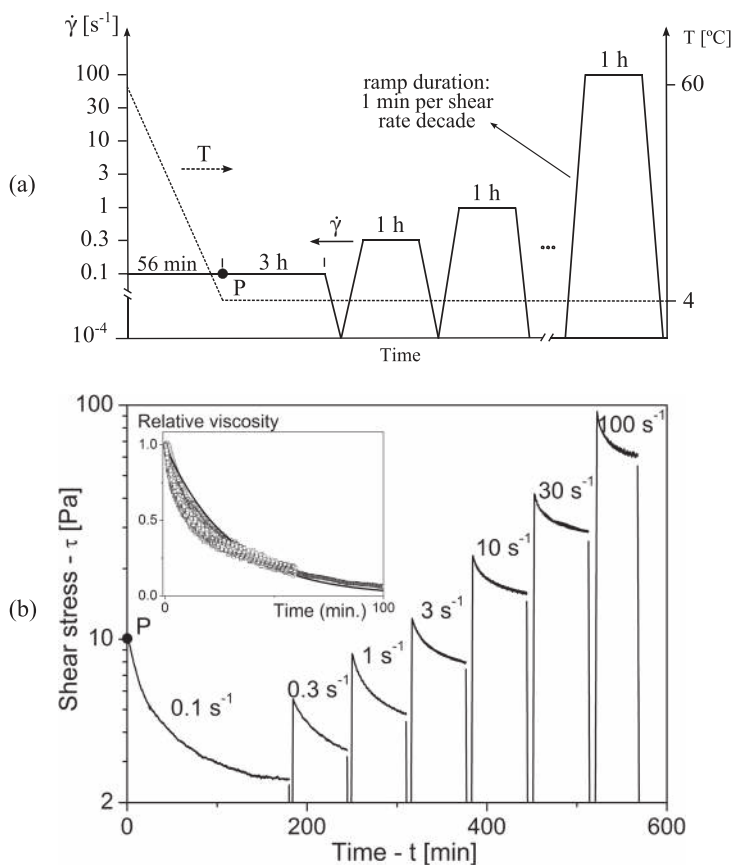 γ̇ [s⁻¹]
T [ºC]
100
30
10
3
1
0.3
0.1
10⁻⁴
T
56 min
3 h
P
γ̇
1 h
1 h
1 h
ramp duration:
1 min per shear
rate decade
...
60
4
Time
(a)
(b)
Shear stress - τ [Pa]
100
10
2
Relative viscosity
1.0
0.5
0.0
0
Time (min.)
100
P
0.1 s⁻¹
0.3 s⁻¹
1 s⁻¹
3 s⁻¹
10 s⁻¹
30 s⁻¹
100 s⁻¹
0
200
400
600
Time - t [min]